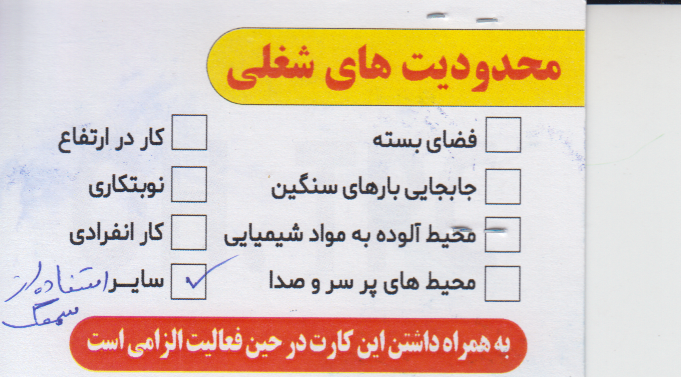 محدودیت های شغلی
فضای بسته
کار در ارتفاع
جابجایی بارهای سنگین
نوبتکاری
محیط آلوده به مواد شیمیایی
کار انفرادی
محیط های پر سر و صدا
سایر استفاده از
سمعک
به همراه داشتن این کارت در حین فعالیت الزامی است